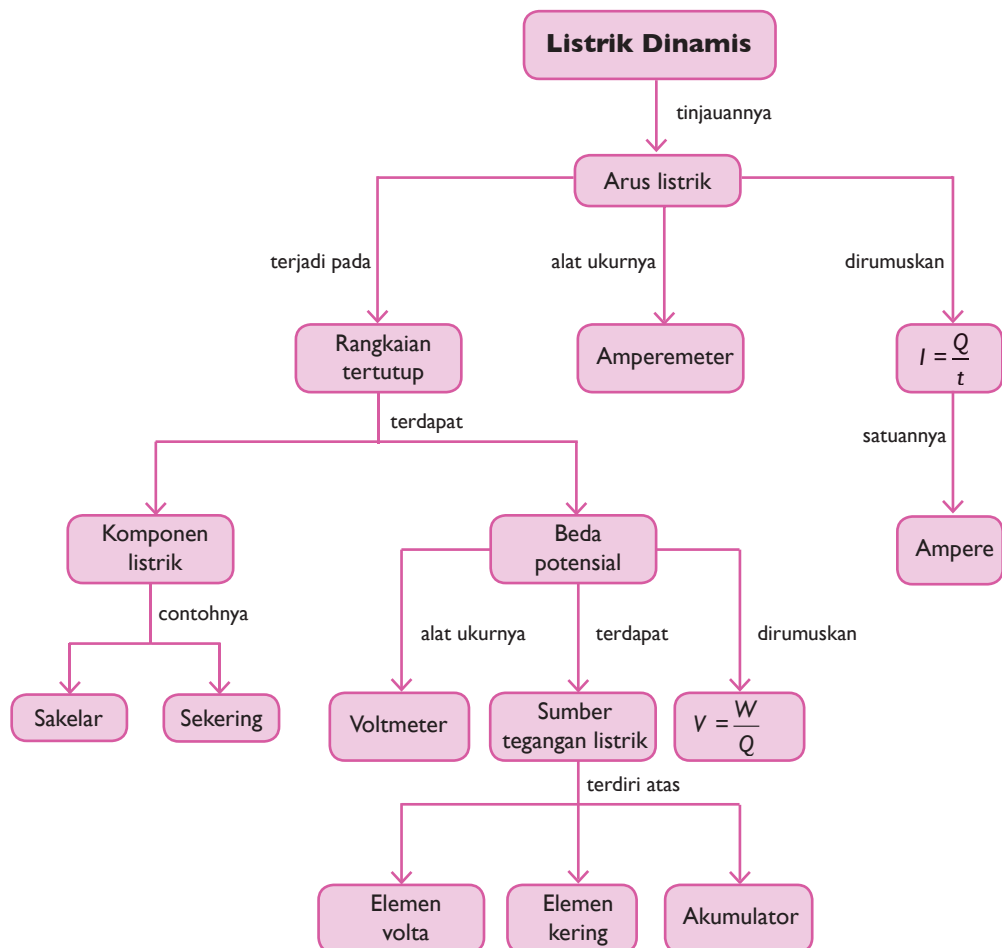 Listrik Dinamis
tinjauannya
Arus listrik
terjadi pada
alat ukurnya
dirumuskan
Rangkaian
tertutup
Amperemeter
I = Q/t
terdapat
satuannya
Komponen
listrik
Beda
potensial
Ampere
contohnya
alat ukurnya
terdapat
dirumuskan
Sakelar
Sekering
Voltmeter
Sumber
tegangan listrik
V = W/Q
terdiri atas
Elemen
volta
Elemen
kering
Akumulator